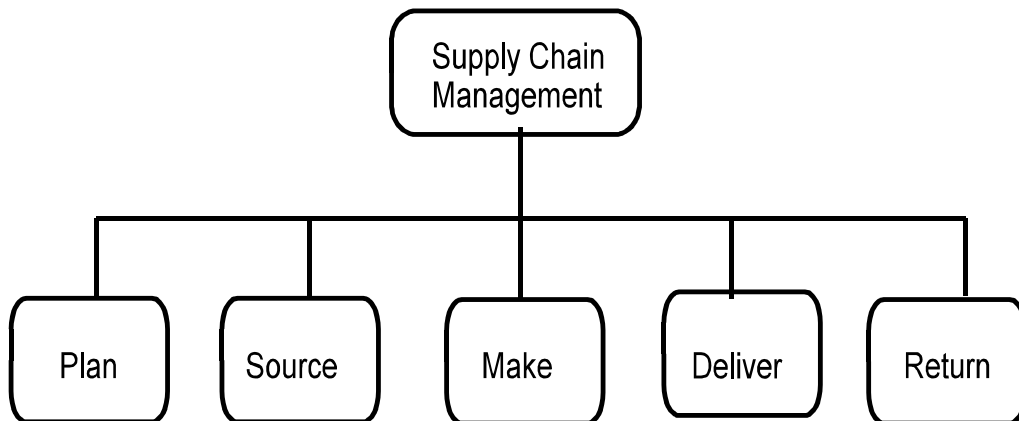 Supply Chain
Management
Plan
Source
Make
Deliver
Return